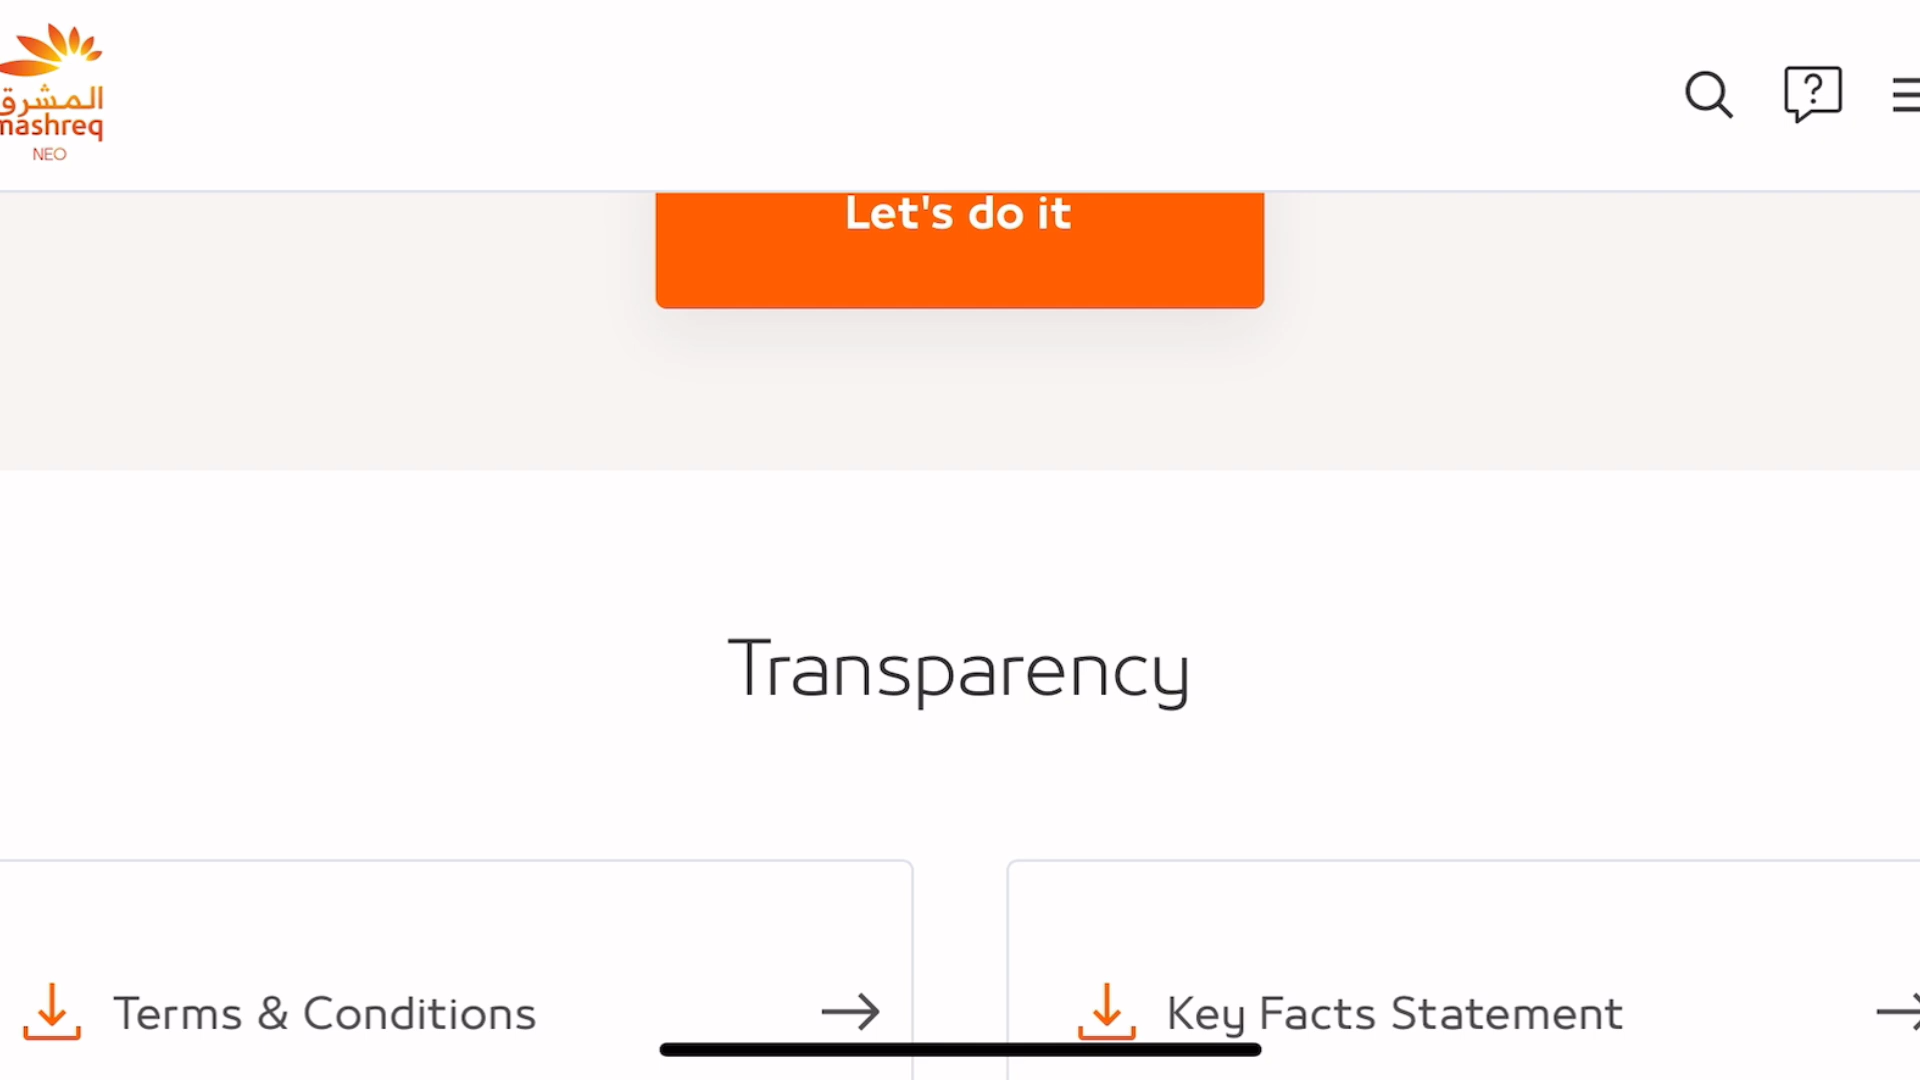 المشرق
mashreq
NEO
?
Let's do it
Transparency
Terms & Conditions
Key Facts Statement